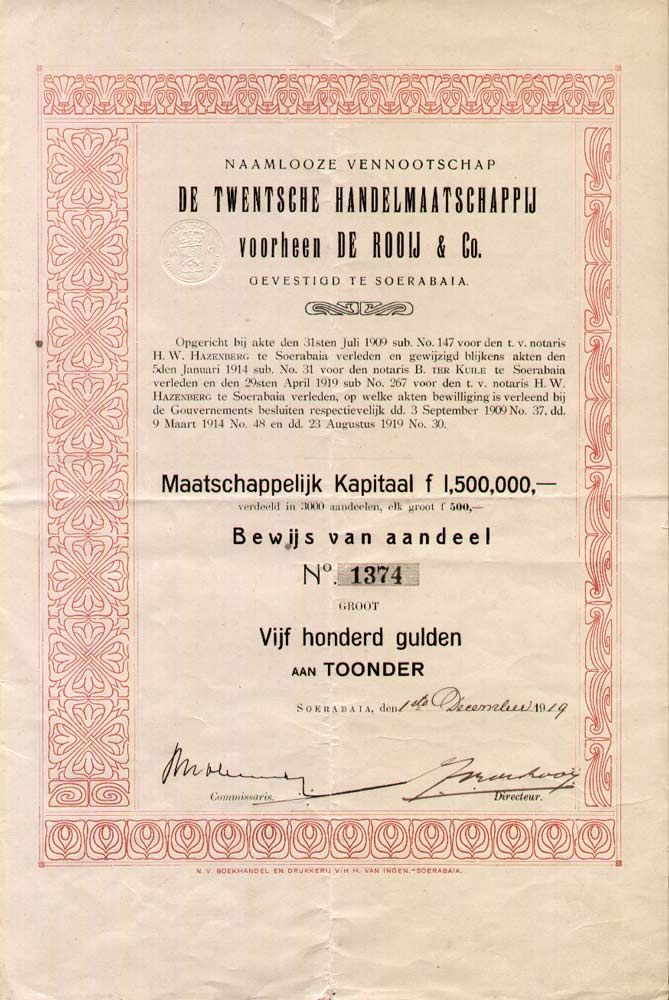 NAAMLOOZE VENNOOTSCHAP
DE TWENTSCHE HANDELMAATSCHAPPIJ
voorheen DE ROOIJ & Co.
GEVESTIGD TE SOERABAIA.
Opgericht bij akte den 31sten Juli 1909 sub. No. 147 voor den t. v. notaris
H. W. HAZENBERG te Soerabaia verleden en gewijzigd blijkens akten den
5den Januari 1914 sub. No. 31 voor den notaris B. TER KUILE te Soerabaia
verleden en den 29sten April 1919 sub No. 267 voor den t. v. notaris H. W.
HAZENBERG te Soerabaia verleden, op welke akten bewilliging is verleend bij
de Gouvernements besluiten respectievelijk dd. 3 September 1909 No. 37, dd.
9 Maart 1914 No. 48 en dd. 23 Augustus 1919 No. 30.
Maatschappelijk Kapitaal f 1,500,000,—
verdeeld in 3000 aandeelen, elk groot f 500,—
Bewijs van aandeel
No. 1374
GROOT
Vijf honderd gulden
AAN TOONDER
SOERABAIA, den 1ste December 1919
Commissaris. Directeur.
N. V. BOEKHANDEL EN DRUKKERIJ V/H H. VAN INGEN.-SOERABAIA.